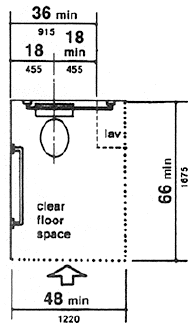 36 min
915
18 18 min
455 455
lav
clear
floor
space
66 min
1675
48 min
1220